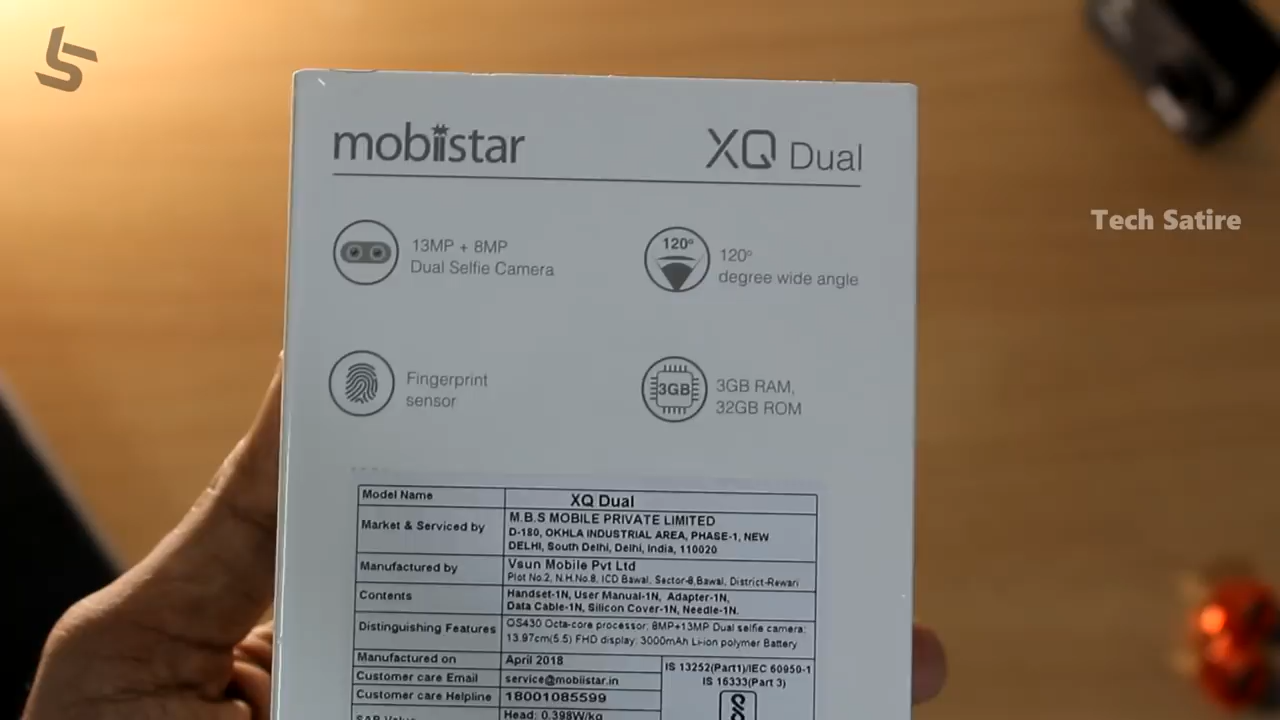 mobiistar
XQ Dual
13MP + 8MP
Dual Selfie Camera
120°
120°
degree wide angle
Tech Satire
Fingerprint
sensor
3GB
3GB RAM,
32GB ROM
Model Name
XQ Dual
Market & Serviced by
M.B.S MOBILE PRIVATE LIMITED
D-180, OKHLA INDUSTRIAL AREA, PHASE-1, NEW
DELHI, South Delhi, Delhi, India, 110020
Manufactured by
Vsun Mobile Pvt Ltd
Plot No.2, N.H.No.8, ICD Bawal, Sector-8,Bawal, District-Rewari
Contents
Handset-1N, User Manual-1N, Adapter-1N,
Data Cable-1N, Silicon Cover-1N, Needle-1N.
Distinguishing Features
QS430 Octa-core processor; 8MP+13MP Dual selfie camera;
13.97cm(5.5) FHD display; 3000mAh Li-ion polymer Battery
Manufactured on
April 2018
Customer care Email
service@mobiistar.in
Customer care Helpline
18001085599
IS 13252(Part1)/IEC 60950-1
IS 16333(Part 3)
SAR Value
Head: 0.398W/kg